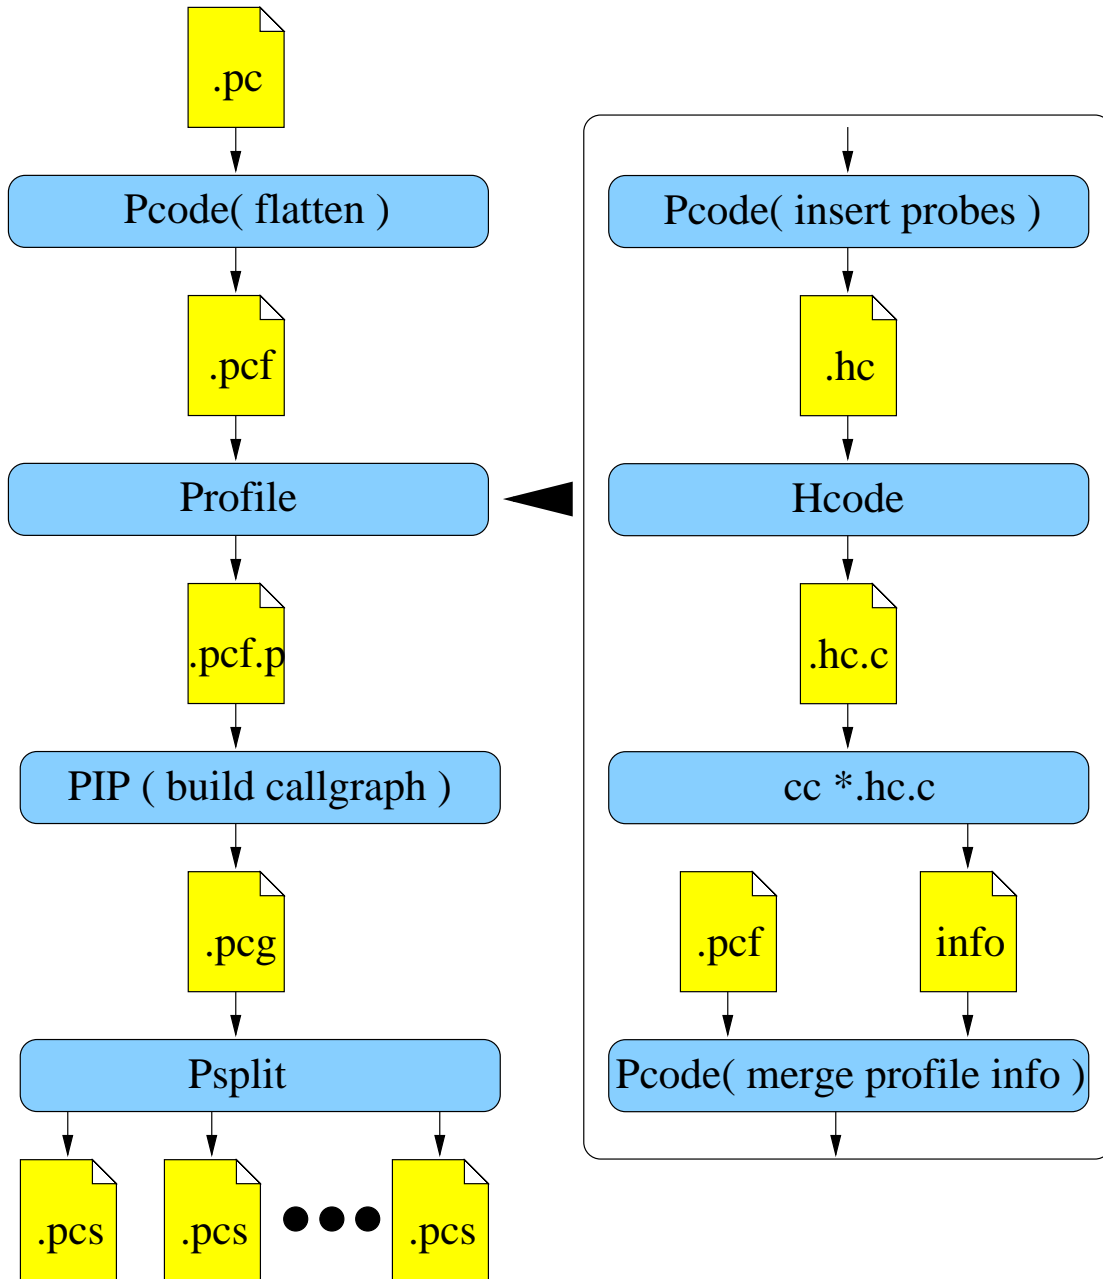 .pc
Pcode( flatten )
.pcf
Profile
.pcf.p
PIP ( build callgraph )
.pcg
Psplit
.pcs
.pcs
.pcs
Pcode( insert probes )
.hc
Hcode
.hc.c
cc *.hc.c
.pcf
info
Pcode( merge profile info )